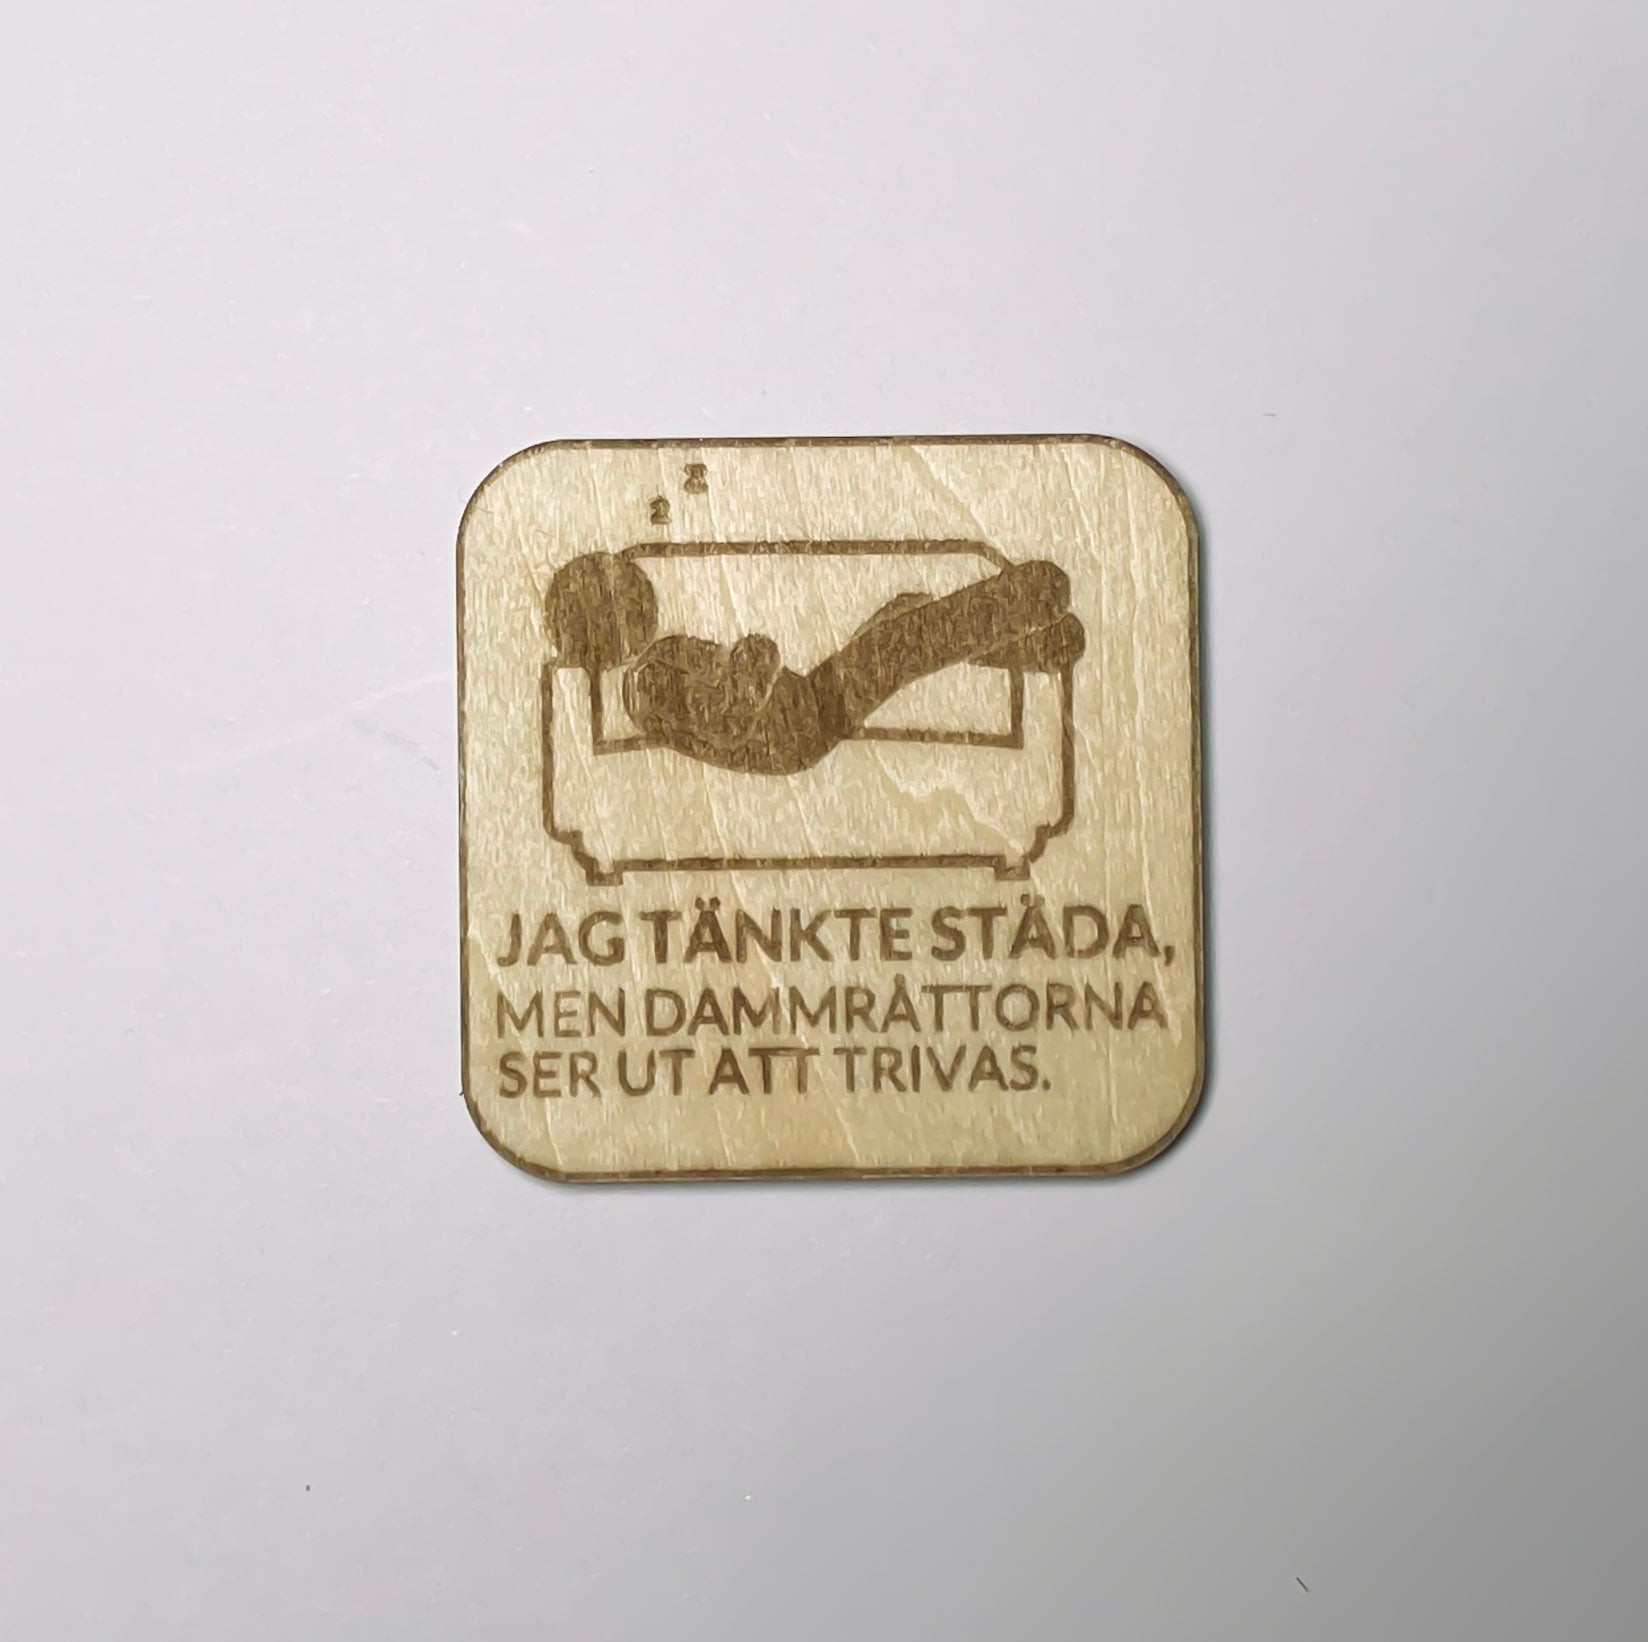 z
z
JAG TÄNKTE STÄDA,
MEN DAMMRÅTTORNA
SER UT ATT TRIVAS.